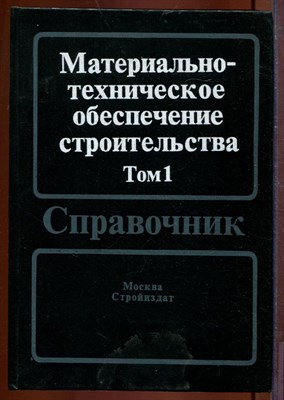 Материально-
техническое
обеспечение
строительства
Том 1
Справочник
Москва
Стройиздат